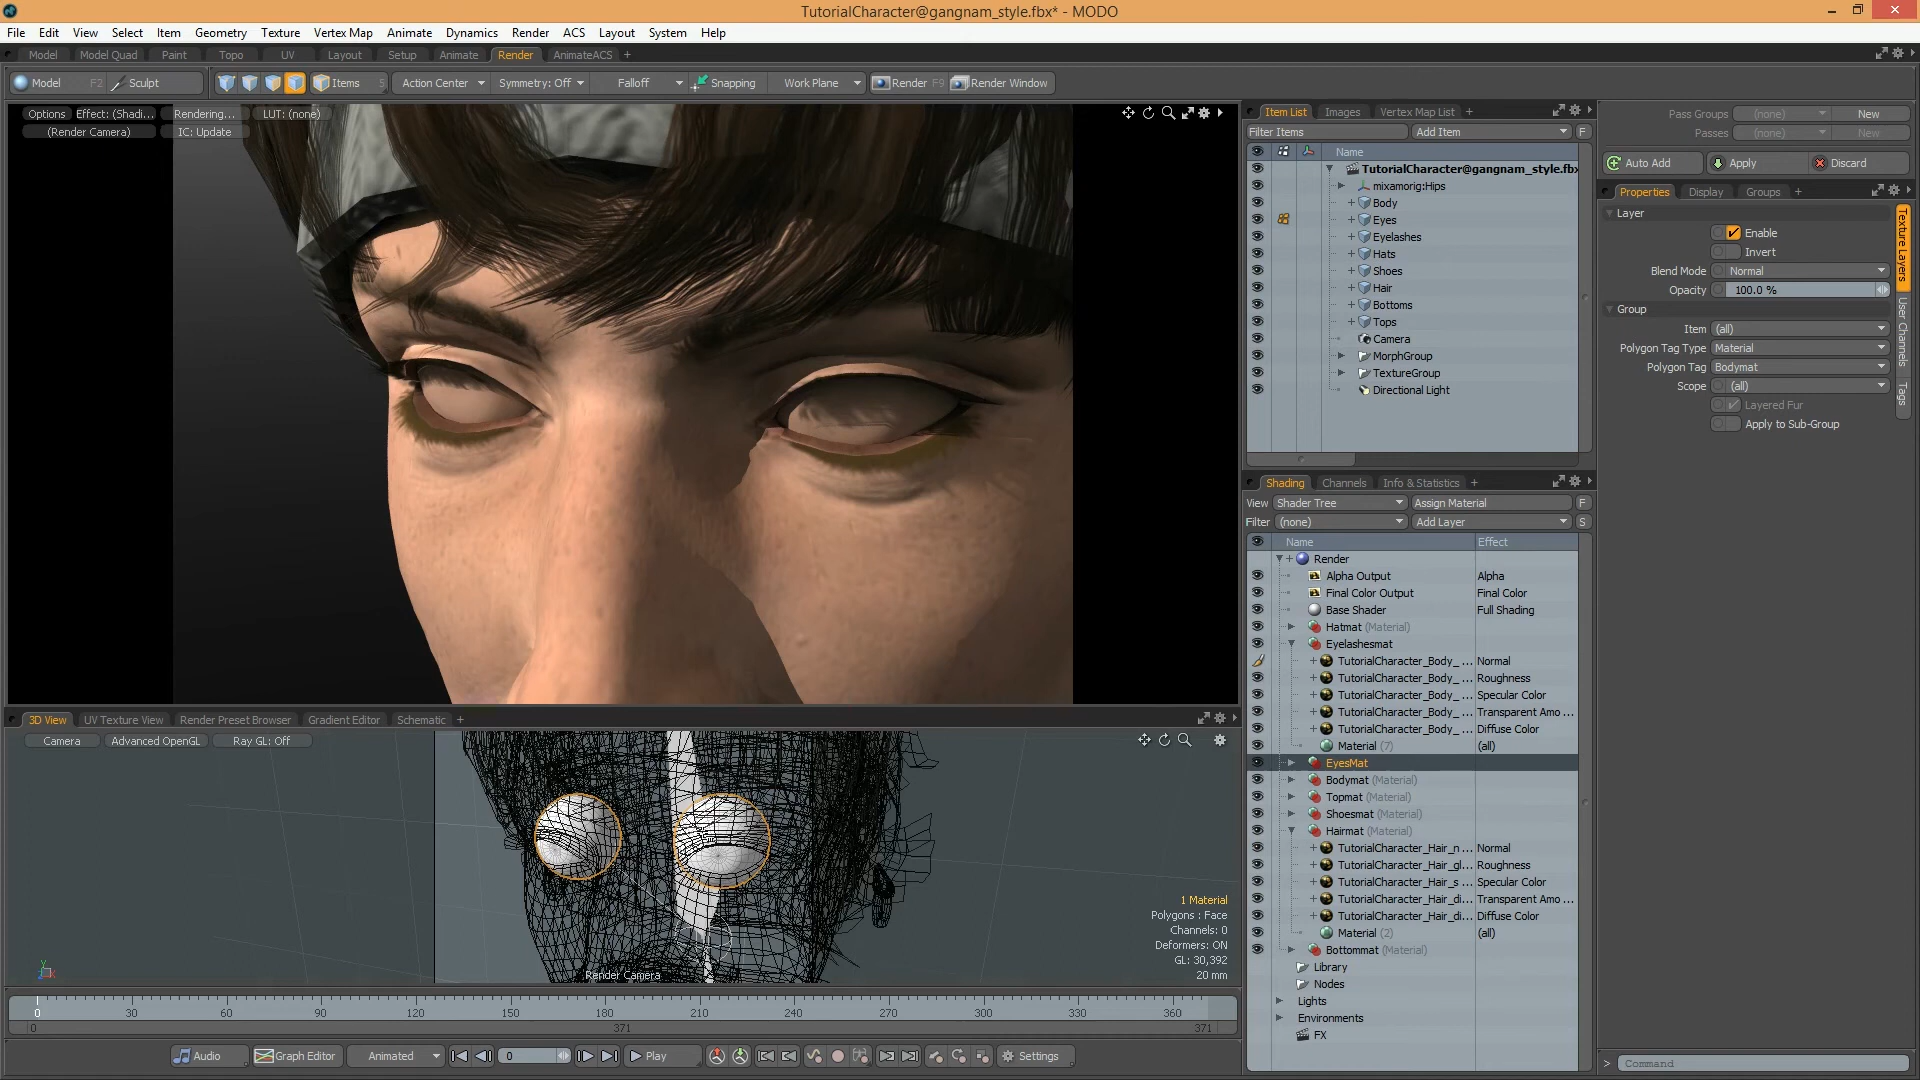 TutorialCharacter@gangnam_style.fbx* - MODO
File Edit View Select Item Geometry Texture Vertex Map Animate Dynamics Render ACS Layout System Help
Model Model Quad Paint Topo UV Layout Setup Animate Render AnimateACS +
Model F2 Sculpt Items 5 Action Center Symmetry: Off Falloff Snapping Work Plane Render F9 Render Window
Options Effect: (Shadi... Rendering... LUT: (none)
(Render Camera) IC: Update
3D View UV Texture View Render Preset Browser Gradient Editor Schematic +
Camera Advanced OpenGL Ray GL: Off
1 Material
Polygons : Face
Channels: 0
Deformers: ON
GL: 30,392
20 mm
Render Camera
0 30 60 90 120 150 180 210 240 270 300 330 360
0 371 371
Audio Graph Editor Animated 0 Play Settings
Item List Images Vertex Map List +
Filter Items Add Item F
Name
TutorialCharacter@gangnam_style.fbx
mixamorig:Hips
Body
Eyes
Eyelashes
Hats
Shoes
Hair
Bottoms
Tops
Camera
MorphGroup
TextureGroup
Directional Light
Shading Channels Info & Statistics +
View Shader Tree Assign Material F
Filter (none) Add Layer S
Name Effect
Render
Alpha Output Alpha
Final Color Output Final Color
Base Shader Full Shading
Hatmat (Material)
Eyelashesmat
TutorialCharacter_Body_ ... Normal
TutorialCharacter_Body_ ... Roughness
TutorialCharacter_Body_ ... Specular Color
TutorialCharacter_Body_ ... Transparent Amo ...
TutorialCharacter_Body_ ... Diffuse Color
Material (7) (all)
EyesMat
Bodymat (Material)
Topmat (Material)
Shoesmat (Material)
Hairmat (Material)
TutorialCharacter_Hair_n ... Normal
TutorialCharacter_Hair_gl... Roughness
TutorialCharacter_Hair_s ... Specular Color
TutorialCharacter_Hair_di... Transparent Amo ...
TutorialCharacter_Hair_di... Diffuse Color
Material (2) (all)
Bottommat (Material)
Library
Nodes
Lights
Environments
FX
Pass Groups (none) New
Passes (none) New
Auto Add Apply Discard
Properties Display Groups +
Layer
Enable
Invert
Blend Mode Normal
Opacity 100.0 %
Group
Item (all)
Polygon Tag Type Material
Polygon Tag Bodymat
Scope (all)
Layered Fur
Apply to Sub-Group
Texture Layers
User Channels
Tags
> Command